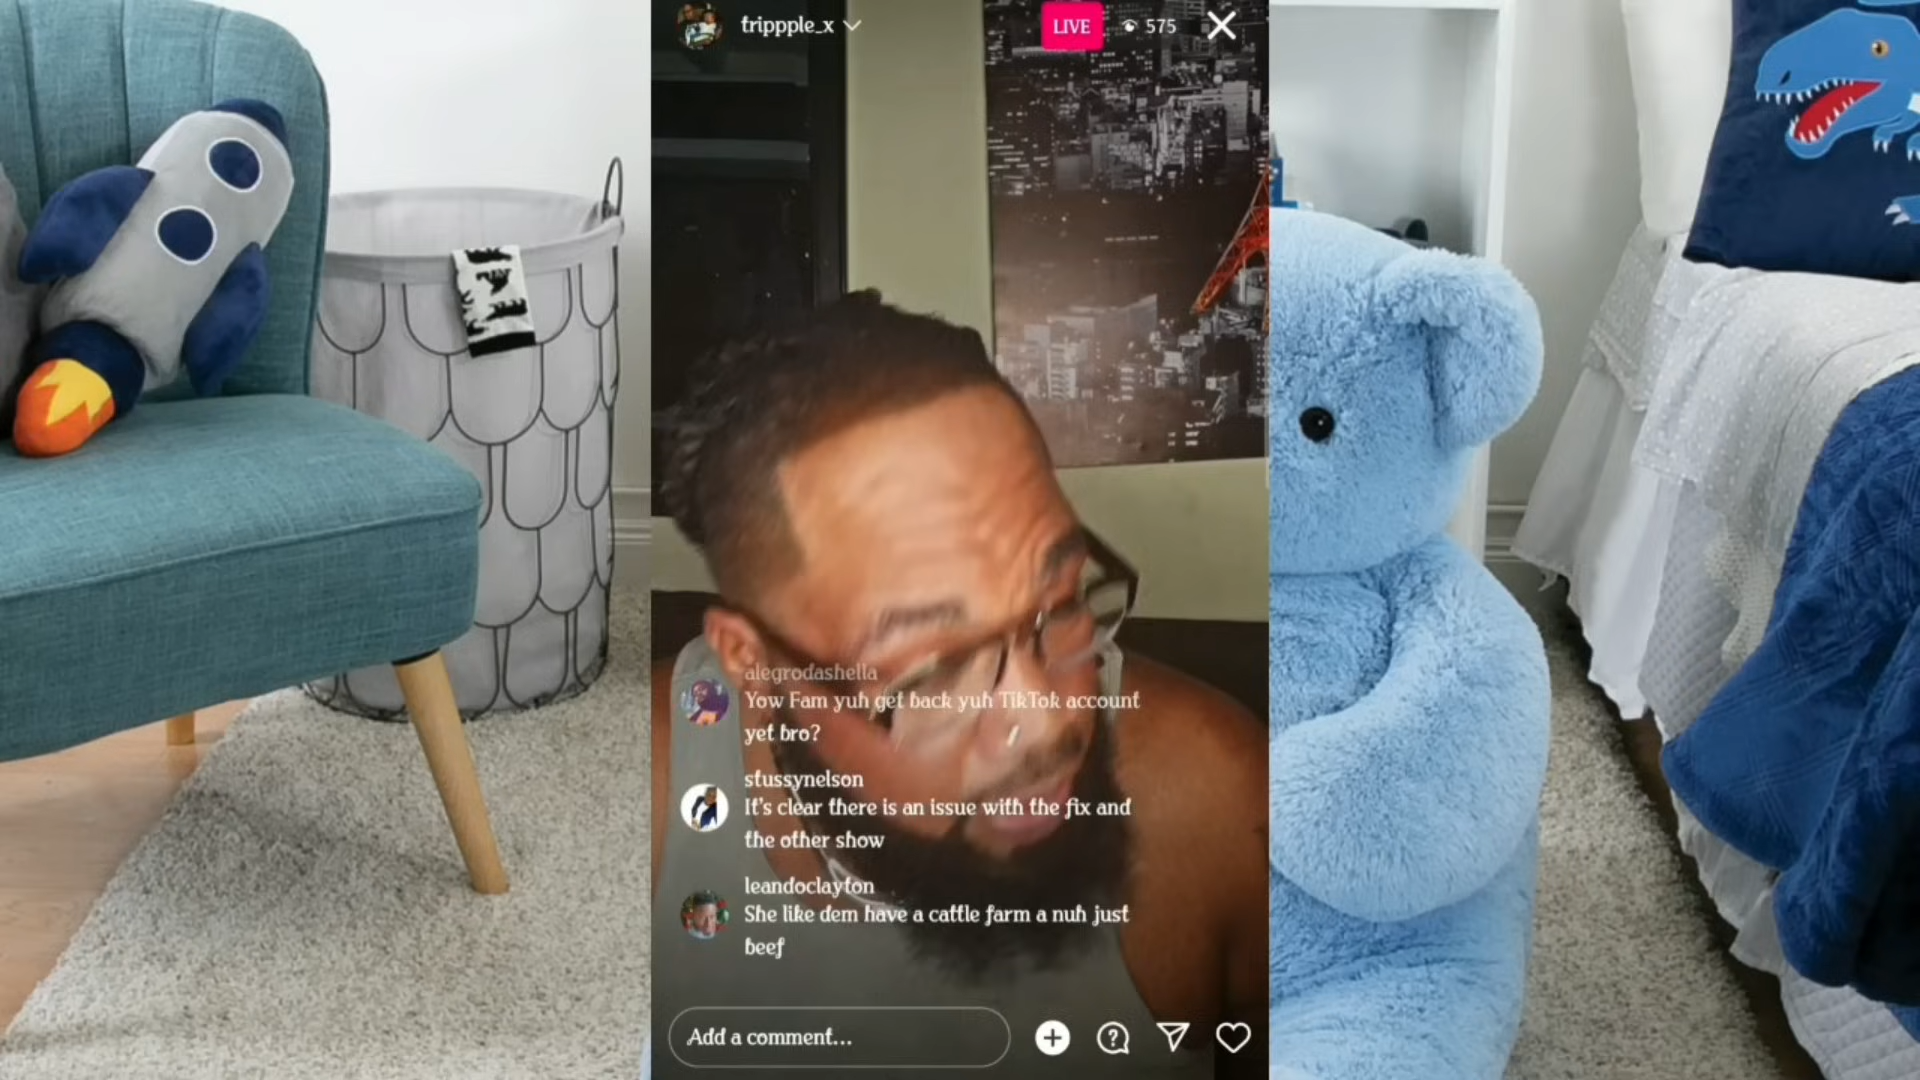 trippple_x
LIVE
575
alegrodashella
Yow Fam yuh get back yuh TikTok account
yet bro?
stussynelson
It's clear there is an issue with the fix and
the other show
leandoclayton
She like dem have a cattle farm a nuh just
beef
Add a comment...